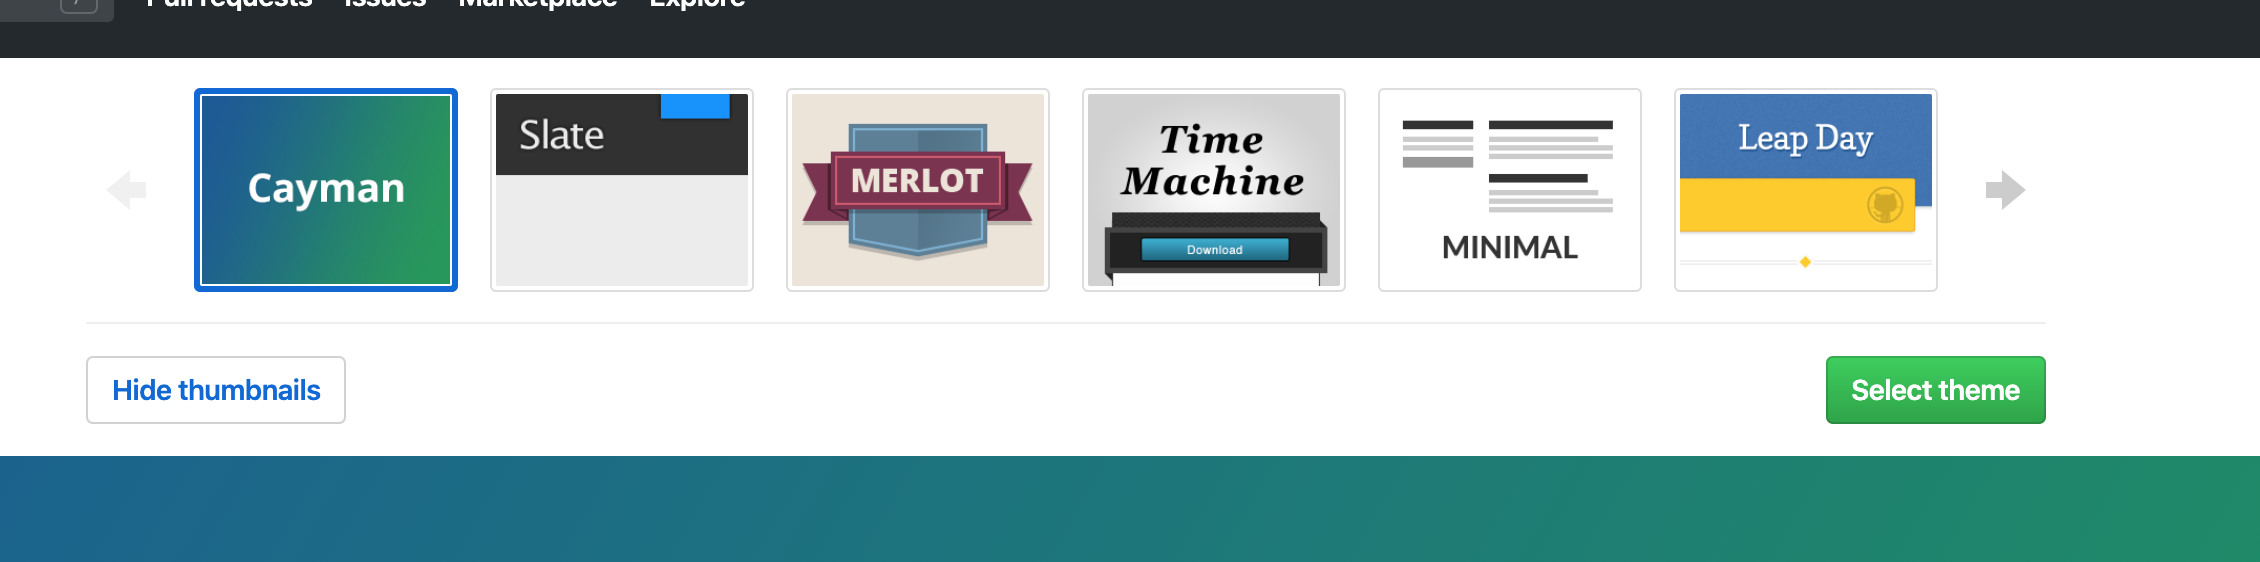 / Pull requests Issues Marketplace Explore
Cayman
Slate
MERLOT
Time
Machine
Download
MINIMAL
Leap Day
Hide thumbnails
Select theme